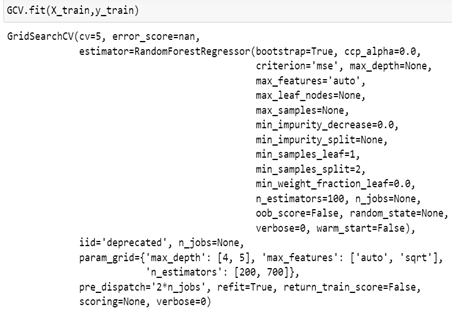 GCV.fit(X_train,y_train)
GridSearchCV(cv=5, error_score=nan,
estimator=RandomForestRegressor(bootstrap=True, ccp_alpha=0.0,
criterion='mse', max_depth=None,
max_features='auto',
max_leaf_nodes=None,
max_samples=None,
min_impurity_decrease=0.0,
min_impurity_split=None,
min_samples_leaf=1,
min_samples_split=2,
min_weight_fraction_leaf=0.0,
n_estimators=100, n_jobs=None,
oob_score=False, random_state=None,
verbose=0, warm_start=False),
iid='deprecated', n_jobs=None,
param_grid={'max_depth': [4, 5], 'max_features': ['auto', 'sqrt'],
'n_estimators': [200, 700]},
pre_dispatch='2*n_jobs', refit=True, return_train_score=False,
scoring=None, verbose=0)